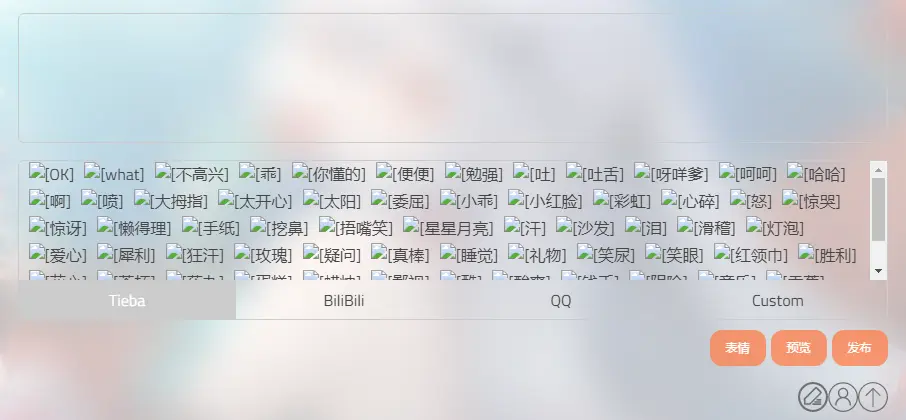 [OK] [what] [不高兴] [乖] [你懂的] [便便] [勉强] [吐] [吐舌] [呀咩爹] [呵呵] [哈哈]
[啊] [喷] [大拇指] [太开心] [太阳] [委屈] [小乖] [小红脸] [彩虹] [心碎] [怒] [惊哭]
[惊讶] [懒得理] [手纸] [挖鼻] [捂嘴笑] [星星月亮] [汗] [沙发] [泪] [滑稽] [灯泡]
[爱心] [犀利] [狂汗] [玫瑰] [疑问] [真棒] [睡觉] [礼物] [笑尿] [笑眼] [红领巾] [胜利]
Tieba BiliBili QQ Custom
表情 预览 发布